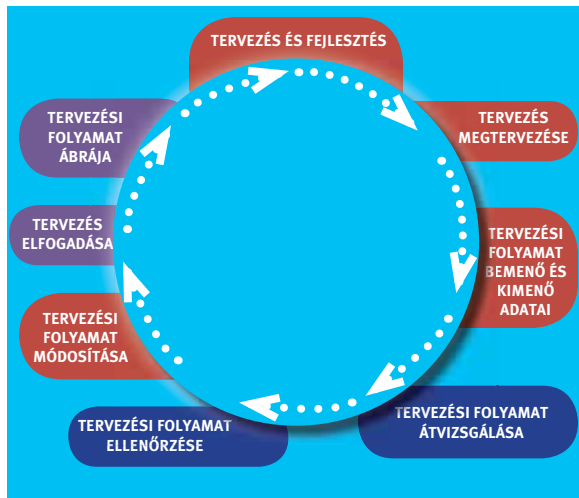 TERVEZÉS ÉS FEJLESZTÉS
TERVEZÉS
MEGTERVEZÉSE
TERVEZÉSI
FOLYAMAT
BEMENŐ ÉS
KIMENŐ
ADATAI
TERVEZÉSI FOLYAMAT
ÁTVIZSGÁLÁSA
TERVEZÉSI FOLYAMAT
ELLENŐRZÉSE
TERVEZÉSI
FOLYAMAT
MÓDOSÍTÁSA
TERVEZÉS
ELFOGADÁSA
TERVEZÉSI
FOLYAMAT
ÁBRÁJA